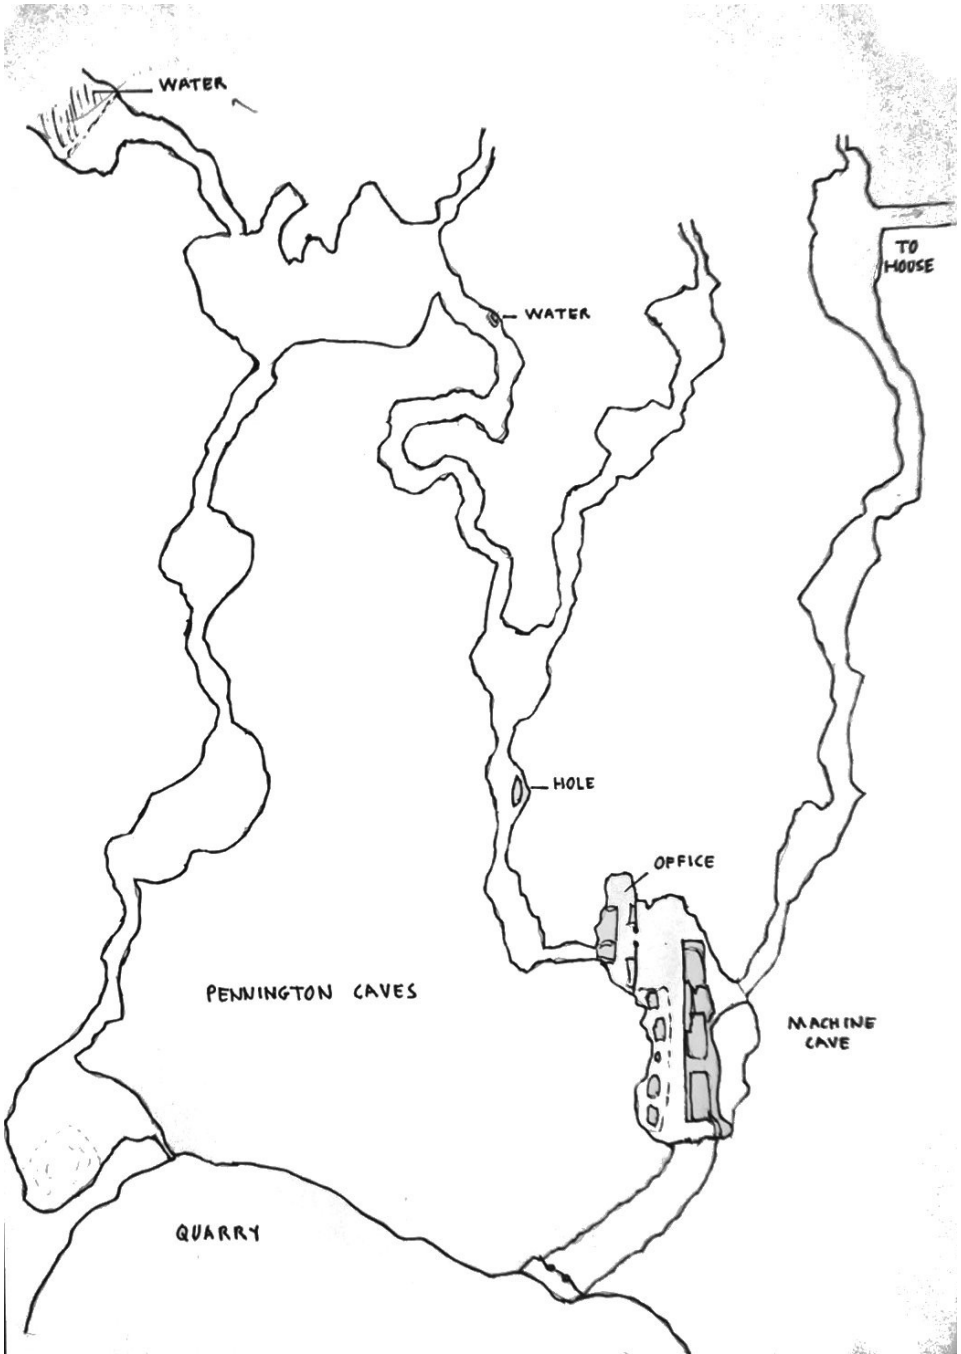 WATER
TO
HOUSE
WATER
HOLE
OFFICE
PENNINGTON CAVES
MACHINE
CAVE
QUARRY